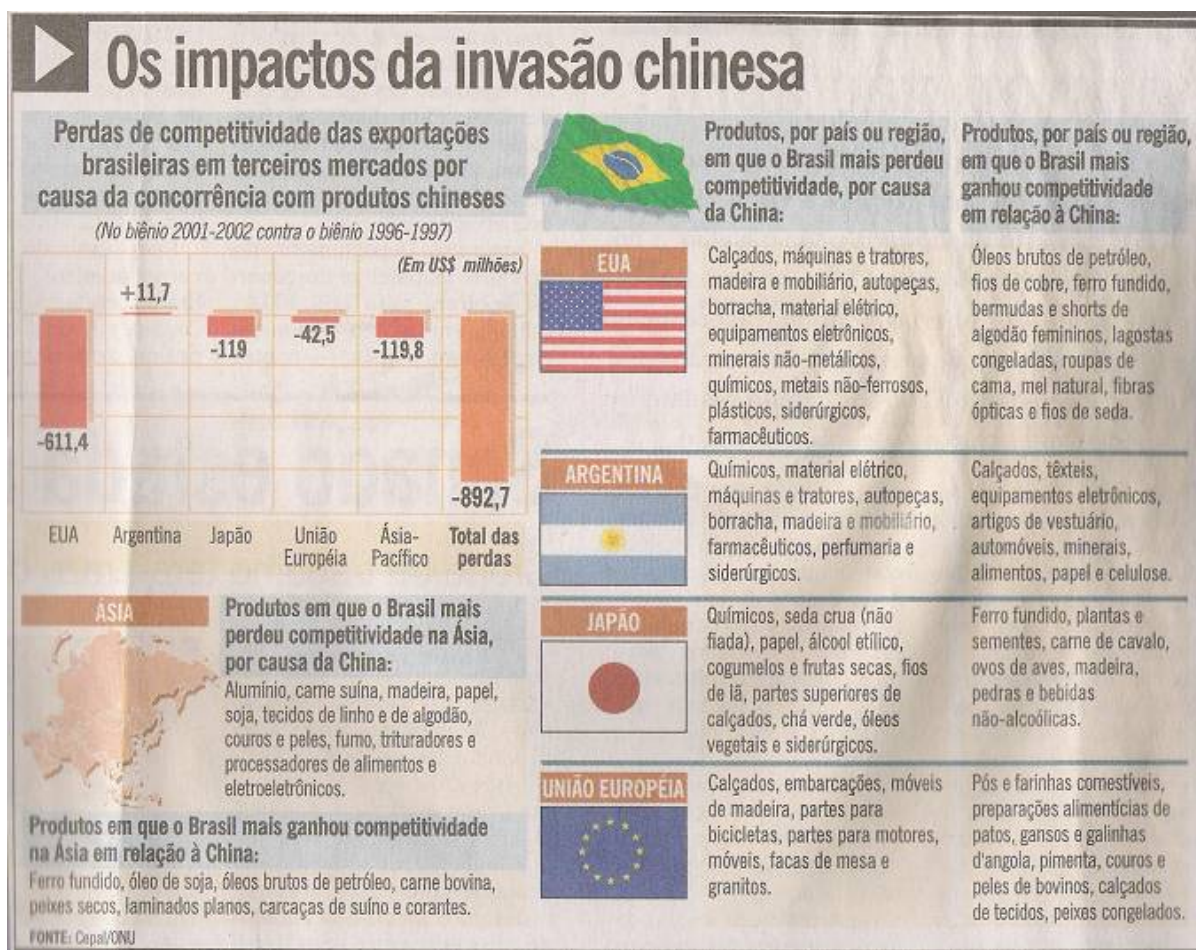 Os impactos da invasão chinesa
Perdas de competitividade das exportações
brasileiras em terceiros mercados por
causa da concorrência com produtos chineses
(No biênio 2001-2002 contra o biênio 1996-1997)
(Em US$ milhões)
+11,7
-611,4
-119
-42,5
-119,8
-892,7
EUA
Argentina
Japão
União
Européia
Ásia-
Pacífico
Total das
perdas
ÁSIA
Produtos em que o Brasil mais
perdeu competitividade na Ásia,
por causa da China:
Alumínio, carne suína, madeira, papel,
soja, tecidos de linho e de algodão,
couros e peles, fumo, trituradores e
processadores de alimentos e
eletroeletrônicos.
Produtos em que o Brasil mais ganhou competitividade
na Ásia em relação à China:
Ferro fundido, óleo de soja, óleos brutos de petróleo, carne bovina,
peixes secos, laminados planos, carcaças de suíno e corantes.
FONTE: Cepal/ONU
Produtos, por país ou região,
em que o Brasil mais perdeu
competitividade, por causa
da China:
Produtos, por país ou região,
em que o Brasil mais
ganhou competitividade
em relação à China:
EUA
Calçados, máquinas e tratores,
madeira e mobiliário, autopeças,
borracha, material elétrico,
equipamentos eletrônicos,
minerais não-metálicos,
químicos, metais não-ferrosos,
plásticos, siderúrgicos,
farmacêuticos.
Óleos brutos de petróleo,
fios de cobre, ferro fundido,
bermudas e shorts de
algodão femininos, lagostas
congeladas, roupas de
cama, mel natural, fibras
ópticas e fios de seda.
ARGENTINA
Químicos, material elétrico,
máquinas e tratores, autopeças,
borracha, madeira e mobiliário,
farmacêuticos, perfumaria e
siderúrgicos.
Calçados, têxteis,
equipamentos eletrônicos,
artigos de vestuário,
automóveis, minerais,
alimentos, papel e celulose.
JAPÃO
Químicos, seda crua (não
fiada), papel, álcool etílico,
cogumelos e frutas secas, fios
de lã, partes superiores de
calçados, chá verde, óleos
vegetais e siderúrgicos.
Ferro fundido, plantas e
sementes, carne de cavalo,
ovos de aves, madeira,
pedras e bebidas
não-alcoólicas.
UNIÃO EUROPÉIA
Calçados, embarcações, móveis
de madeira, partes para
bicicletas, partes para motores,
móveis, facas de mesa e
granitos.
Pós e farinhas comestíveis,
preparações alimentícias de
patos, gansos e galinhas
d'angola, pimenta, couros e
peles de bovinos, calçados
de tecidos, peixes congelados.